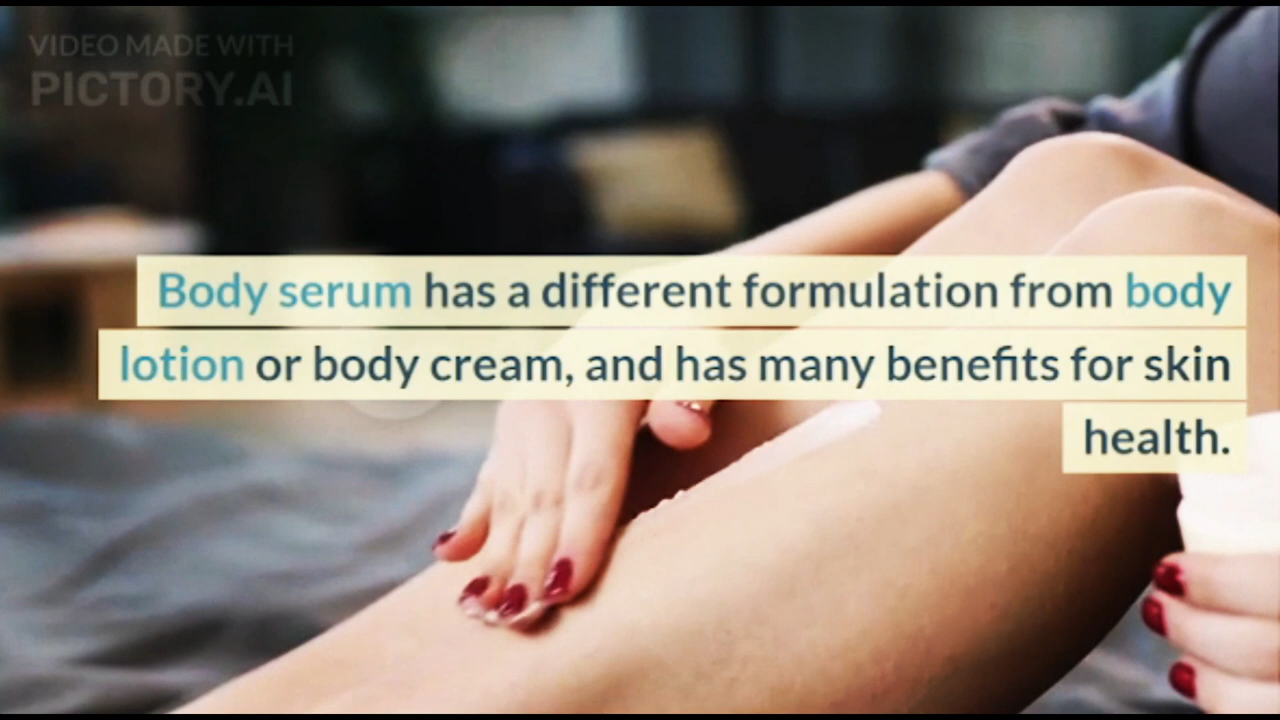 VIDEO MADE WITH
PICTORY.AI
Body serum has a different formulation from body
lotion or body cream, and has many benefits for skin
health.